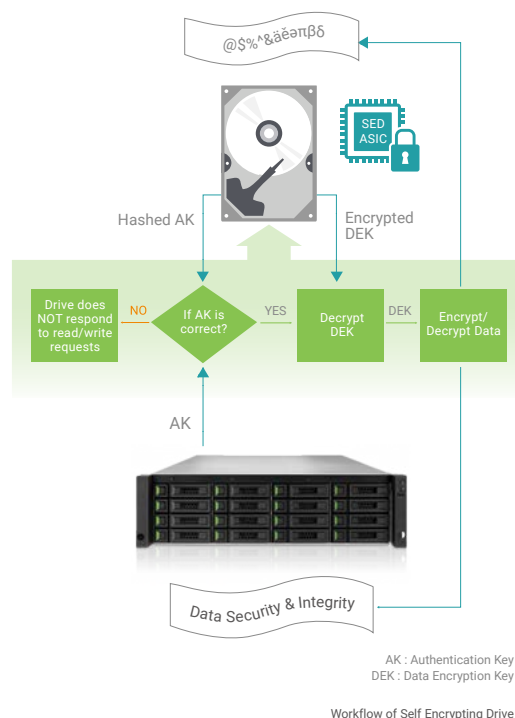 @$%^&äěəπβδ
SED
ASIC
Hashed AK
Encrypted
DEK
Drive does
NOT respond
to read/write
requests
NO
If AK is
correct?
YES
Decrypt
DEK
DEK
Encrypt/
Decrypt Data
AK
Data Security & Integrity
AK : Authentication Key
DEK : Data Encryption Key
Workflow of Self Encrypting Drive